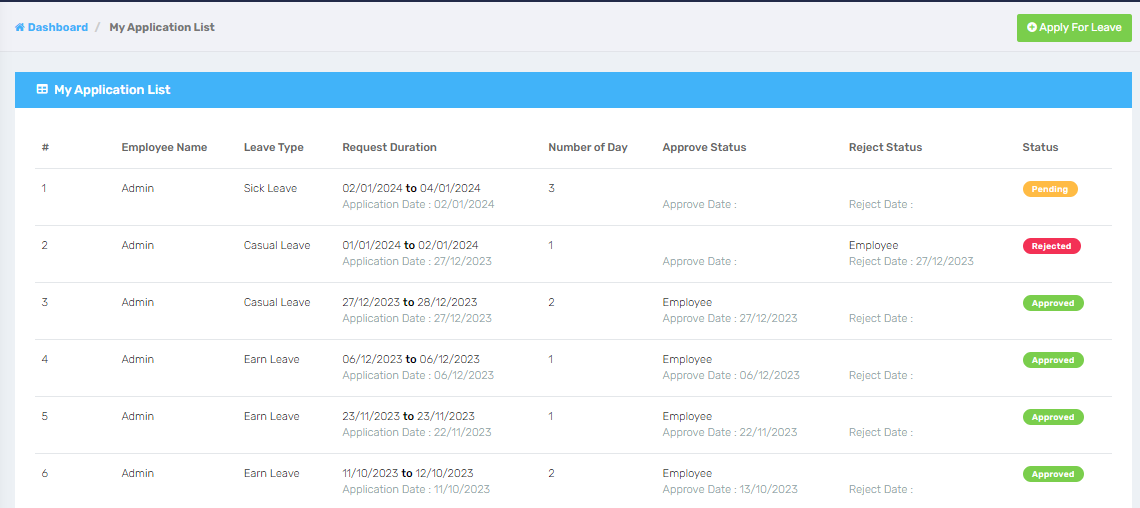 Dashboard / My Application List
Apply For Leave
My Application List
# Employee Name Leave Type Request Duration Number of Day Approve Status Reject Status Status
1 Admin Sick Leave 02/01/2024 to 04/01/2024 3 Pending
Application Date : 02/01/2024 Approve Date : Reject Date :
2 Admin Casual Leave 01/01/2024 to 02/01/2024 1 Employee Rejected
Application Date : 27/12/2023 Approve Date : Reject Date : 27/12/2023
3 Admin Casual Leave 27/12/2023 to 28/12/2023 2 Employee Approved
Application Date : 27/12/2023 Approve Date : 27/12/2023 Reject Date :
4 Admin Earn Leave 06/12/2023 to 06/12/2023 1 Employee Approved
Application Date : 06/12/2023 Approve Date : 06/12/2023 Reject Date :
5 Admin Earn Leave 23/11/2023 to 23/11/2023 1 Employee Approved
Application Date : 22/11/2023 Approve Date : 22/11/2023 Reject Date :
6 Admin Earn Leave 11/10/2023 to 12/10/2023 2 Employee Approved
Application Date : 11/10/2023 Approve Date : 13/10/2023 Reject Date :